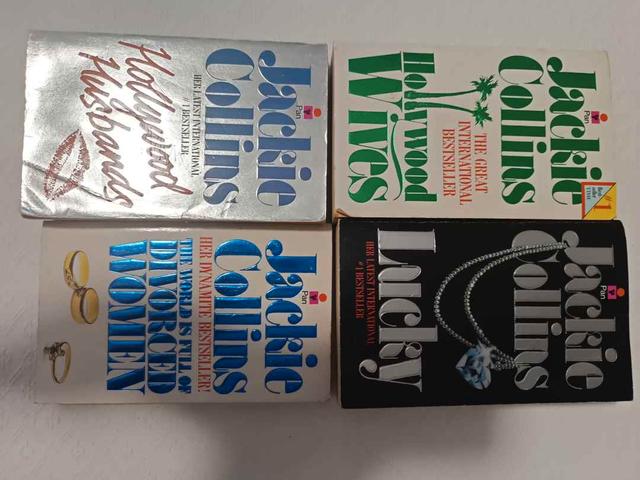 Jackie
Pan
Collins
#1
THE GREAT
INTERNATIONAL
BESTSELLER
Hollywood
Wives
Jackie
Pan
Collins
HER LATEST INTERNATIONAL
#1 BESTSELLER
Lucky
Jackie
Pan
Collins
HER LATEST INTERNATIONAL
#1 BESTSELLER
Hollywood
Husbands
Jackie
Pan
Collins
HER DYNAMITE BESTSELLER!
THE WORLD IS FULL OF
DIVORCED
WOMEN